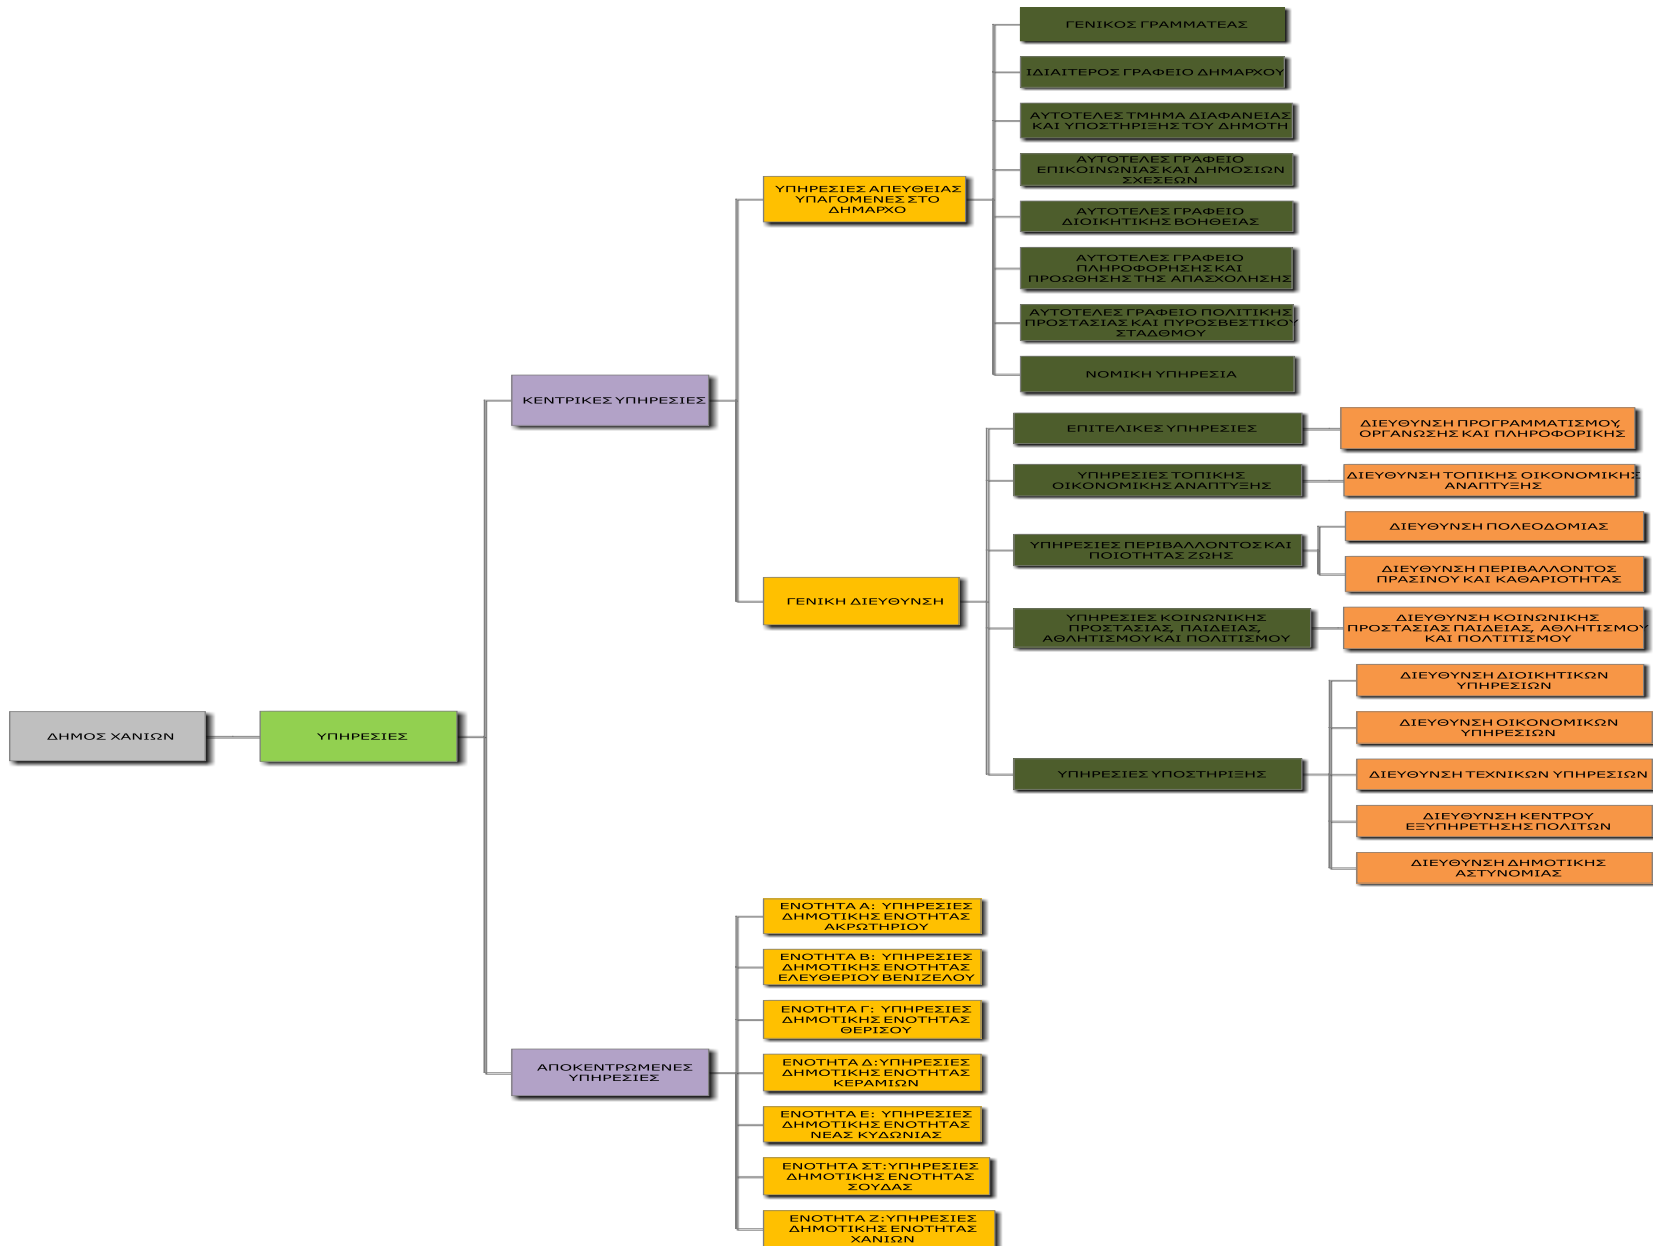 ΔΗΜΟΣ ΧΑΝΙΩΝ
ΥΠΗΡΕΣΙΕΣ
ΚΕΝΤΡΙΚΕΣ ΥΠΗΡΕΣΙΕΣ
ΥΠΗΡΕΣΙΕΣ ΑΠΕΥΘΕΙΑΣ
ΥΠΑΓΟΜΕΝΕΣ ΣΤΟ
ΔΗΜΑΡΧΟ
ΓΕΝΙΚΟΣ ΓΡΑΜΜΑΤΕΑΣ
ΙΔΙΑΙΤΕΡΟΣ ΓΡΑΦΕΙΟ ΔΗΜΑΡΧΟΥ
ΑΥΤΟΤΕΛΕΣ ΤΜΗΜΑ ΔΙΑΦΑΝΕΙΑΣ
ΚΑΙ ΥΠΟΣΤΗΡΙΞΗΣ ΤΟΥ ΔΗΜΟΤΗ
ΑΥΤΟΤΕΛΕΣ ΓΡΑΦΕΙΟ
ΕΠΙΚΟΙΝΩΝΙΑΣ ΚΑΙ ΔΗΜΟΣΙΩΝ
ΣΧΕΣΕΩΝ
ΑΥΤΟΤΕΛΕΣ ΓΡΑΦΕΙΟ
ΔΙΟΙΚΗΤΙΚΗΣ ΒΟΗΘΕΙΑΣ
ΑΥΤΟΤΕΛΕΣ ΓΡΑΦΕΙΟ
ΠΛΗΡΟΦΟΡΗΣΗΣ ΚΑΙ
ΠΡΟΩΘΗΣΗΣ ΤΗΣ ΑΠΑΣΧΟΛΗΣΗΣ
ΑΥΤΟΤΕΛΕΣ ΓΡΑΦΕΙΟ ΠΟΛΙΤΙΚΗΣ
ΠΡΟΣΤΑΣΙΑΣ ΚΑΙ ΠΥΡΟΣΒΕΣΤΙΚΟΥ
ΣΤΑΔΘΜΟΥ
ΝΟΜΙΚΗ ΥΠΗΡΕΣΙΑ
ΓΕΝΙΚΗ ΔΙΕΥΘΥΝΣΗ
ΕΠΙΤΕΛΙΚΕΣ ΥΠΗΡΕΣΙΕΣ
ΔΙΕΥΘΥΝΣΗ ΠΡΟΓΡΑΜΜΑΤΙΣΜΟΥ,
ΟΡΓΑΝΩΣΗΣ ΚΑΙ ΠΛΗΡΟΦΟΡΙΚΗΣ
ΥΠΗΡΕΣΙΕΣ ΤΟΠΙΚΗΣ
ΟΙΚΟΝΟΜΙΚΗΣ ΑΝΑΠΤΥΞΗΣ
ΔΙΕΥΘΥΝΣΗ ΤΟΠΙΚΗΣ ΟΙΚΟΝΟΜΙΚΗΣ
ΑΝΑΠΤΥΞΗΣ
ΥΠΗΡΕΣΙΕΣ ΠΕΡΙΒΑΛΛΟΝΤΟΣ ΚΑΙ
ΠΟΙΟΤΗΤΑΣ ΖΩΗΣ
ΔΙΕΥΘΥΝΣΗ ΠΟΛΕΟΔΟΜΙΑΣ
ΔΙΕΥΘΥΝΣΗ ΠΕΡΙΒΑΛΛΟΝΤΟΣ
ΠΡΑΣΙΝΟΥ ΚΑΙ ΚΑΘΑΡΙΟΤΗΤΑΣ
ΥΠΗΡΕΣΙΕΣ ΚΟΙΝΩΝΙΚΗΣ
ΠΡΟΣΤΑΣΙΑΣ, ΠΑΙΔΕΙΑΣ,
ΑΘΛΗΤΙΣΜΟΥ ΚΑΙ ΠΟΛΙΤΙΣΜΟΥ
ΔΙΕΥΘΥΝΣΗ ΚΟΙΝΩΝΙΚΗΣ
ΠΡΟΣΤΑΣΙΑΣ ΠΑΙΔΕΙΑΣ, ΑΘΛΗΤΙΣΜΟΥ
ΚΑΙ ΠΟΛΤΙΤΙΣΜΟΥ
ΥΠΗΡΕΣΙΕΣ ΥΠΟΣΤΗΡΙΞΗΣ
ΔΙΕΥΘΥΝΣΗ ΔΙΟΙΚΗΤΙΚΩΝ
ΥΠΗΡΕΣΙΩΝ
ΔΙΕΥΘΥΝΣΗ ΟΙΚΟΝΟΜΙΚΩΝ
ΥΠΗΡΕΣΙΩΝ
ΔΙΕΥΘΥΝΣΗ ΤΕΧΝΙΚΩΝ ΥΠΗΡΕΣΙΩΝ
ΔΙΕΥΘΥΝΣΗ ΚΕΝΤΡΟΥ
ΕΞΥΠΗΡΕΤΗΣΗΣ ΠΟΛΙΤΩΝ
ΔΙΕΥΘΥΝΣΗ ΔΗΜΟΤΙΚΗΣ
ΑΣΤΥΝΟΜΙΑΣ
ΑΠΟΚΕΝΤΡΩΜΕΝΕΣ
ΥΠΗΡΕΣΙΕΣ
ΕΝΟΤΗΤΑ Α: ΥΠΗΡΕΣΙΕΣ
ΔΗΜΟΤΙΚΗΣ ΕΝΟΤΗΤΑΣ
ΑΚΡΩΤΗΡΙΟΥ
ΕΝΟΤΗΤΑ Β: ΥΠΗΡΕΣΙΕΣ
ΔΗΜΟΤΙΚΗΣ ΕΝΟΤΗΤΑΣ
ΕΛΕΥΘΕΡΙΟΥ ΒΕΝΙΖΕΛΟΥ
ΕΝΟΤΗΤΑ Γ: ΥΠΗΡΕΣΙΕΣ
ΔΗΜΟΤΙΚΗΣ ΕΝΟΤΗΤΑΣ
ΘΕΡΙΣΟΥ
ΕΝΟΤΗΤΑ Δ:ΥΠΗΡΕΣΙΕΣ
ΔΗΜΟΤΙΚΗΣ ΕΝΟΤΗΤΑΣ
ΚΕΡΑΜΙΩΝ
ΕΝΟΤΗΤΑ Ε: ΥΠΗΡΕΣΙΕΣ
ΔΗΜΟΤΙΚΗΣ ΕΝΟΤΗΤΑΣ
ΝΕΑΣ ΚΥΔΩΝΙΑΣ
ΕΝΟΤΗΤΑ ΣΤ:ΥΠΗΡΕΣΙΕΣ
ΔΗΜΟΤΙΚΗΣ ΕΝΟΤΗΤΑΣ
ΣΟΥΔΑΣ
ΕΝΟΤΗΤΑ Ζ:ΥΠΗΡΕΣΙΕΣ
ΔΗΜΟΤΙΚΗΣ ΕΝΟΤΗΤΑΣ
ΧΑΝΙΩΝ